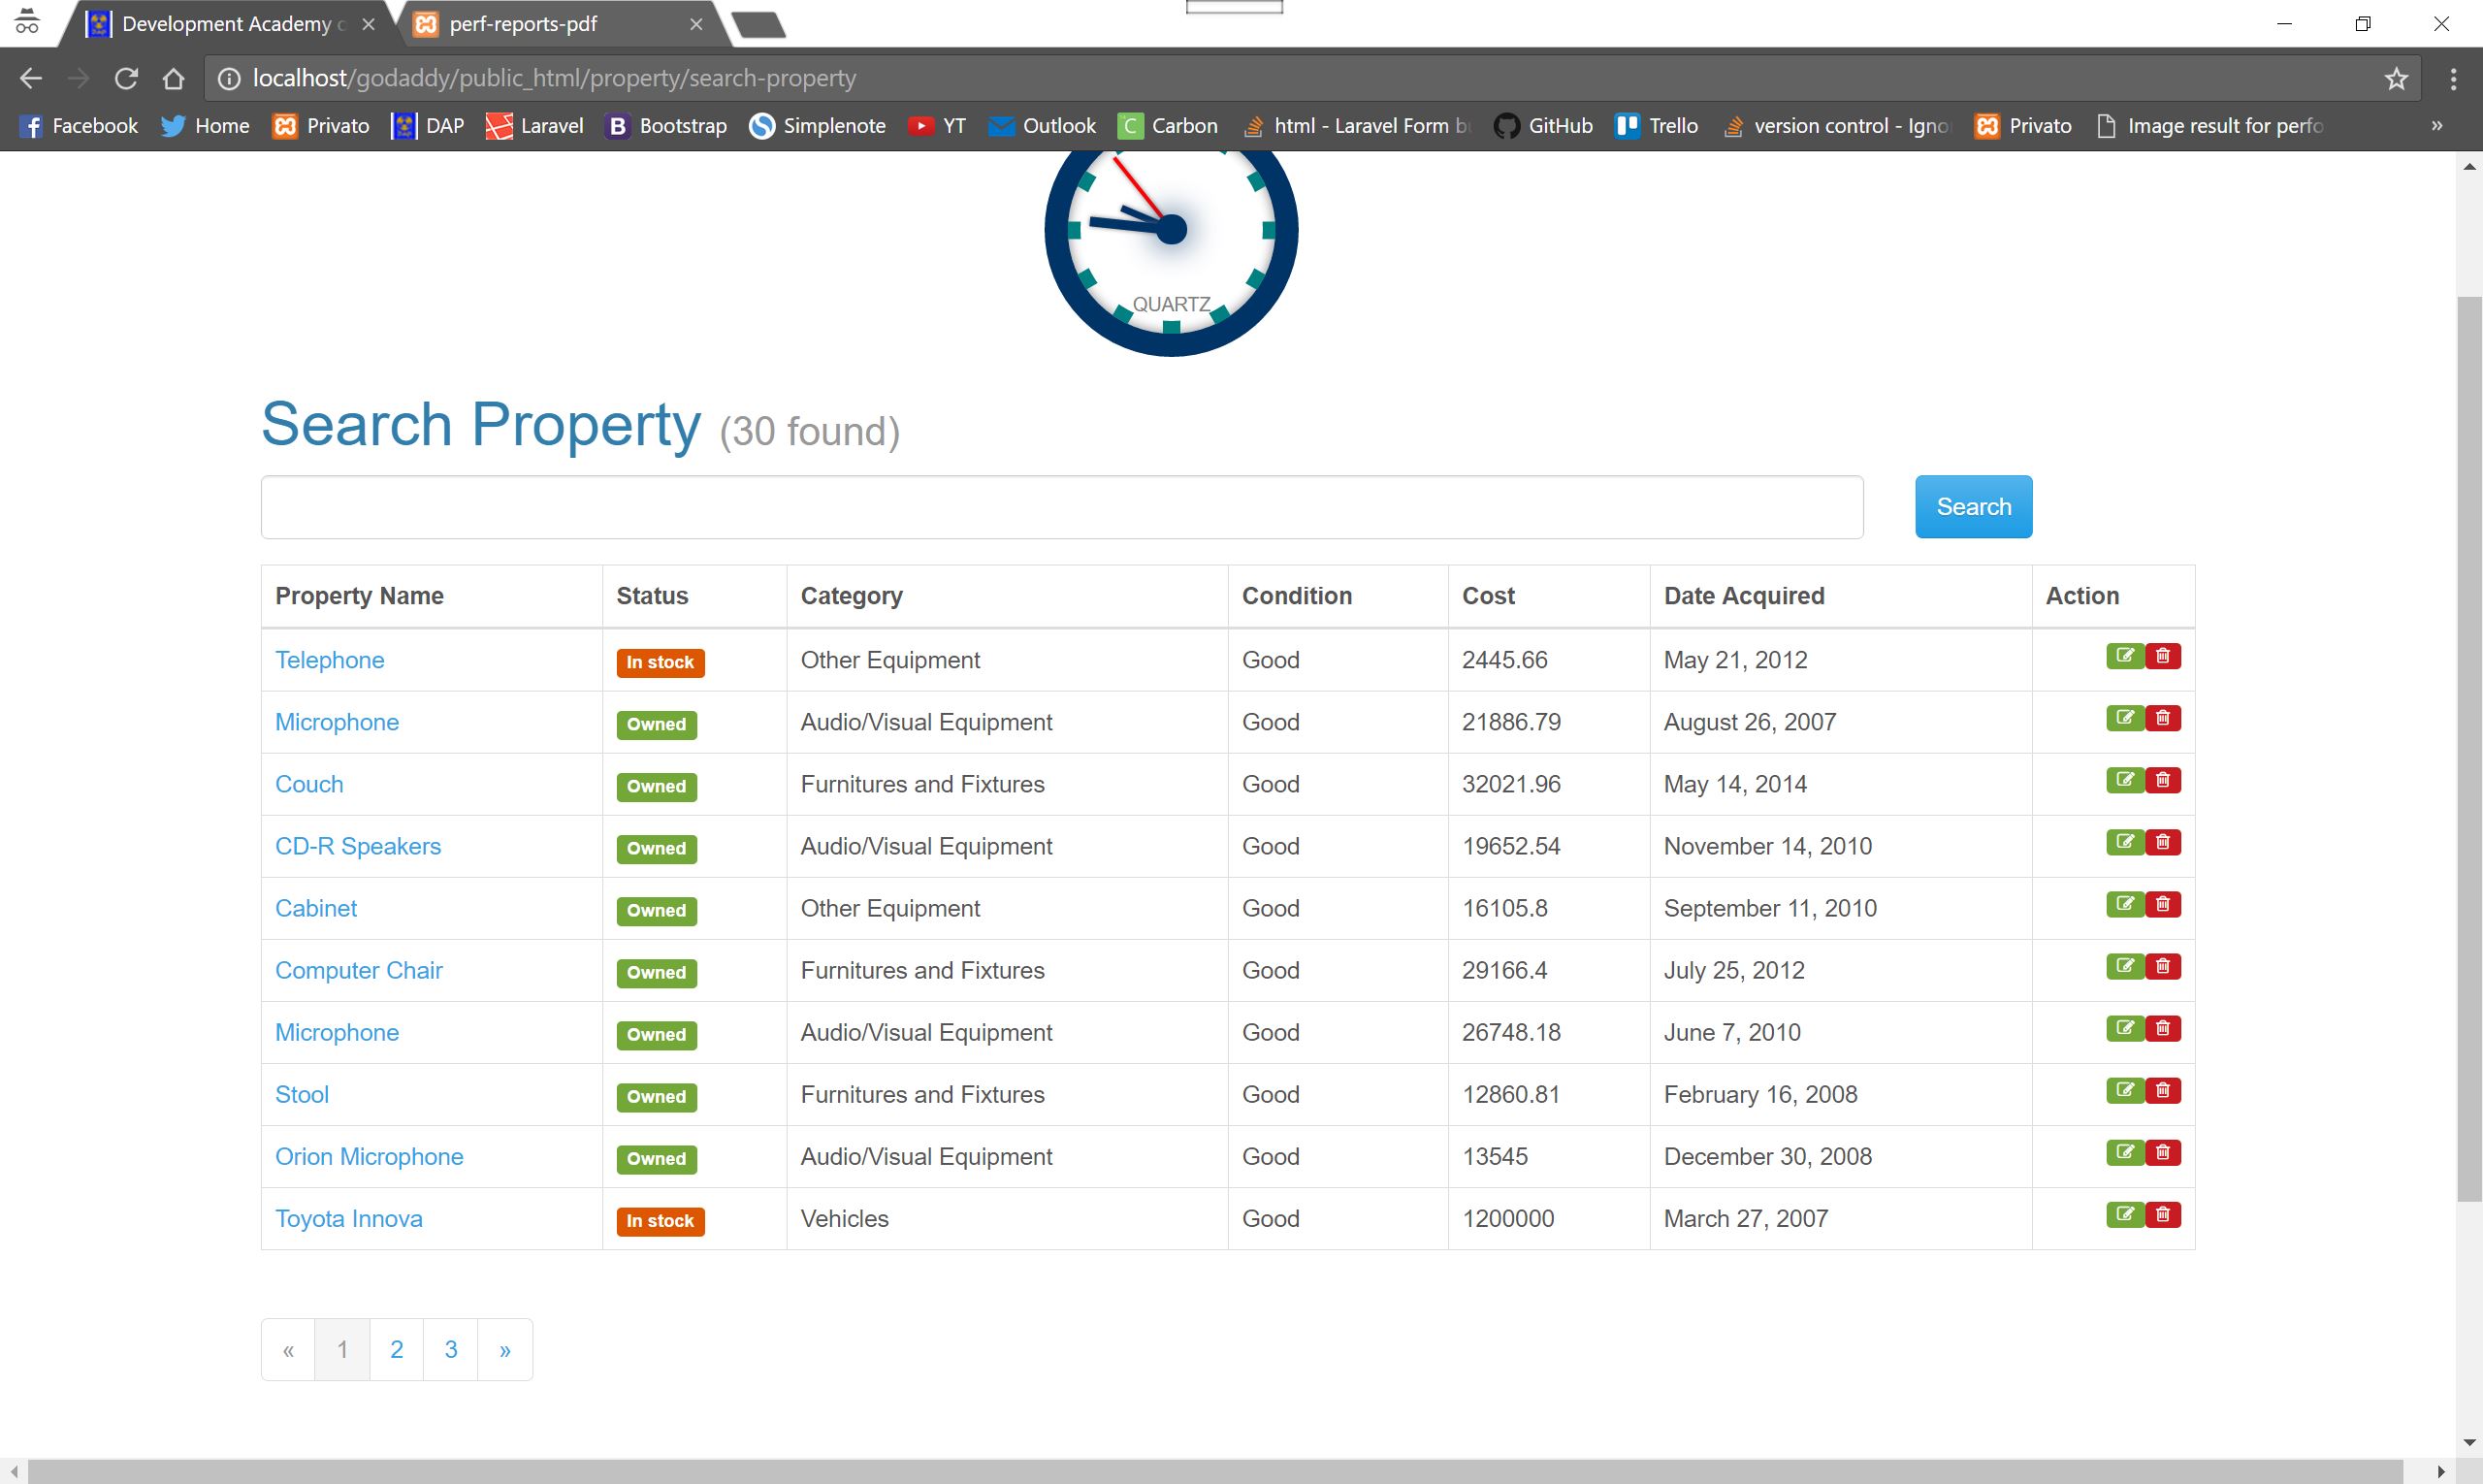 Development Academy
perf-reports-pdf
localhost/godaddy/public_html/property/search-property
Facebook Home Privato DAP Laravel Bootstrap Simplenote YT Outlook Carbon html - Laravel Form GitHub Trello version control - Privato Image result for
QUARTZ
Search Property (30 found)
Search
Property Name Status Category Condition Cost Date Acquired Action
Telephone In stock Other Equipment Good 2445.66 May 21, 2012
Microphone Owned Audio/Visual Equipment Good 21886.79 August 26, 2007
Couch Owned Furnitures and Fixtures Good 32021.96 May 14, 2014
CD-R Speakers Owned Audio/Visual Equipment Good 19652.54 November 14, 2010
Cabinet Owned Other Equipment Good 16105.8 September 11, 2010
Computer Chair Owned Furnitures and Fixtures Good 29166.4 July 25, 2012
Microphone Owned Audio/Visual Equipment Good 26748.18 June 7, 2010
Stool Owned Furnitures and Fixtures Good 12860.81 February 16, 2008
Orion Microphone Owned Audio/Visual Equipment Good 13545 December 30, 2008
Toyota Innova In stock Vehicles Good 1200000 March 27, 2007
« 1 2 3 »